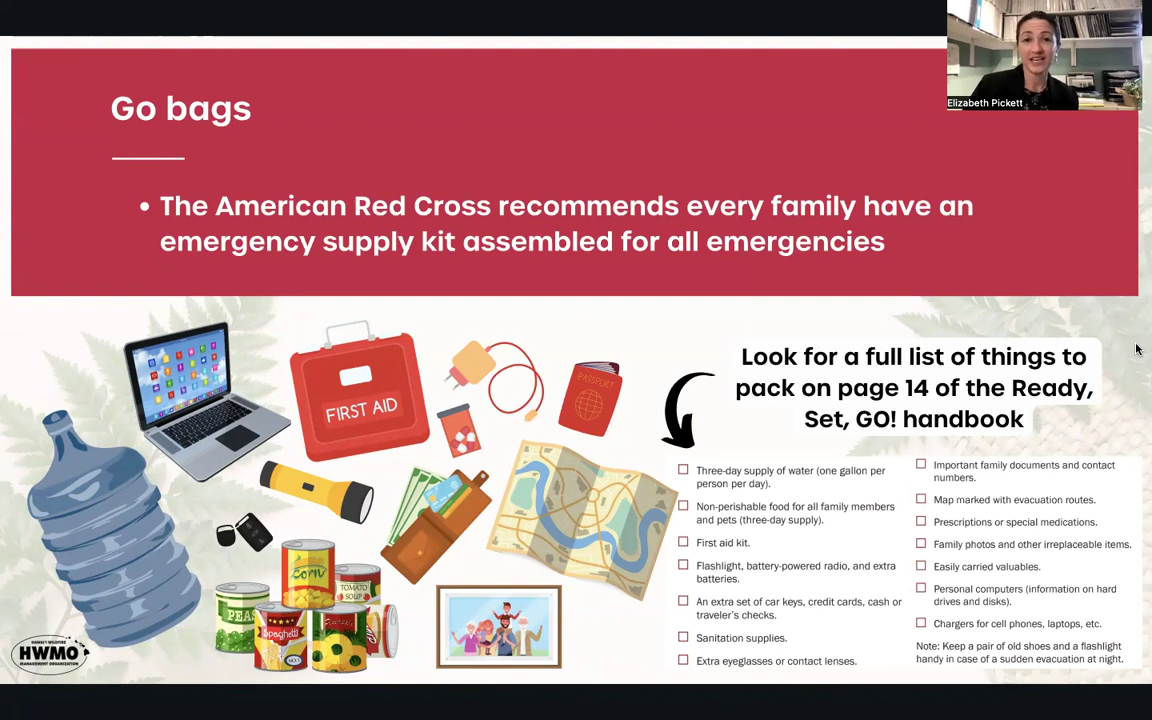 Elizabeth Pickett
Go bags
• The American Red Cross recommends every family have an
emergency supply kit assembled for all emergencies
Look for a full list of things to
pack on page 14 of the Ready,
Set, GO! handbook
Three-day supply of water (one gallon per
person per day).
Non-perishable food for all family members
and pets (three-day supply).
First aid kit.
Flashlight, battery-powered radio, and extra
batteries.
An extra set of car keys, credit cards, cash or
traveler's checks.
Sanitation supplies.
Extra eyeglasses or contact lenses.
Important family documents and contact
numbers.
Map marked with evacuation routes.
Prescriptions or special medications.
Family photos and other irreplaceable items.
Easily carried valuables.
Personal computers (information on hard
drives and disks).
Chargers for cell phones, laptops, etc.
Note: Keep a pair of old shoes and a flashlight
handy in case of a sudden evacuation at night.
FIRST AID
PASSPORT
Corn
TOMATO
SOUP
PEAS
Spaghetti
HAWAI'I WILDFIRE
HWMO
MANAGEMENT ORGANIZATION